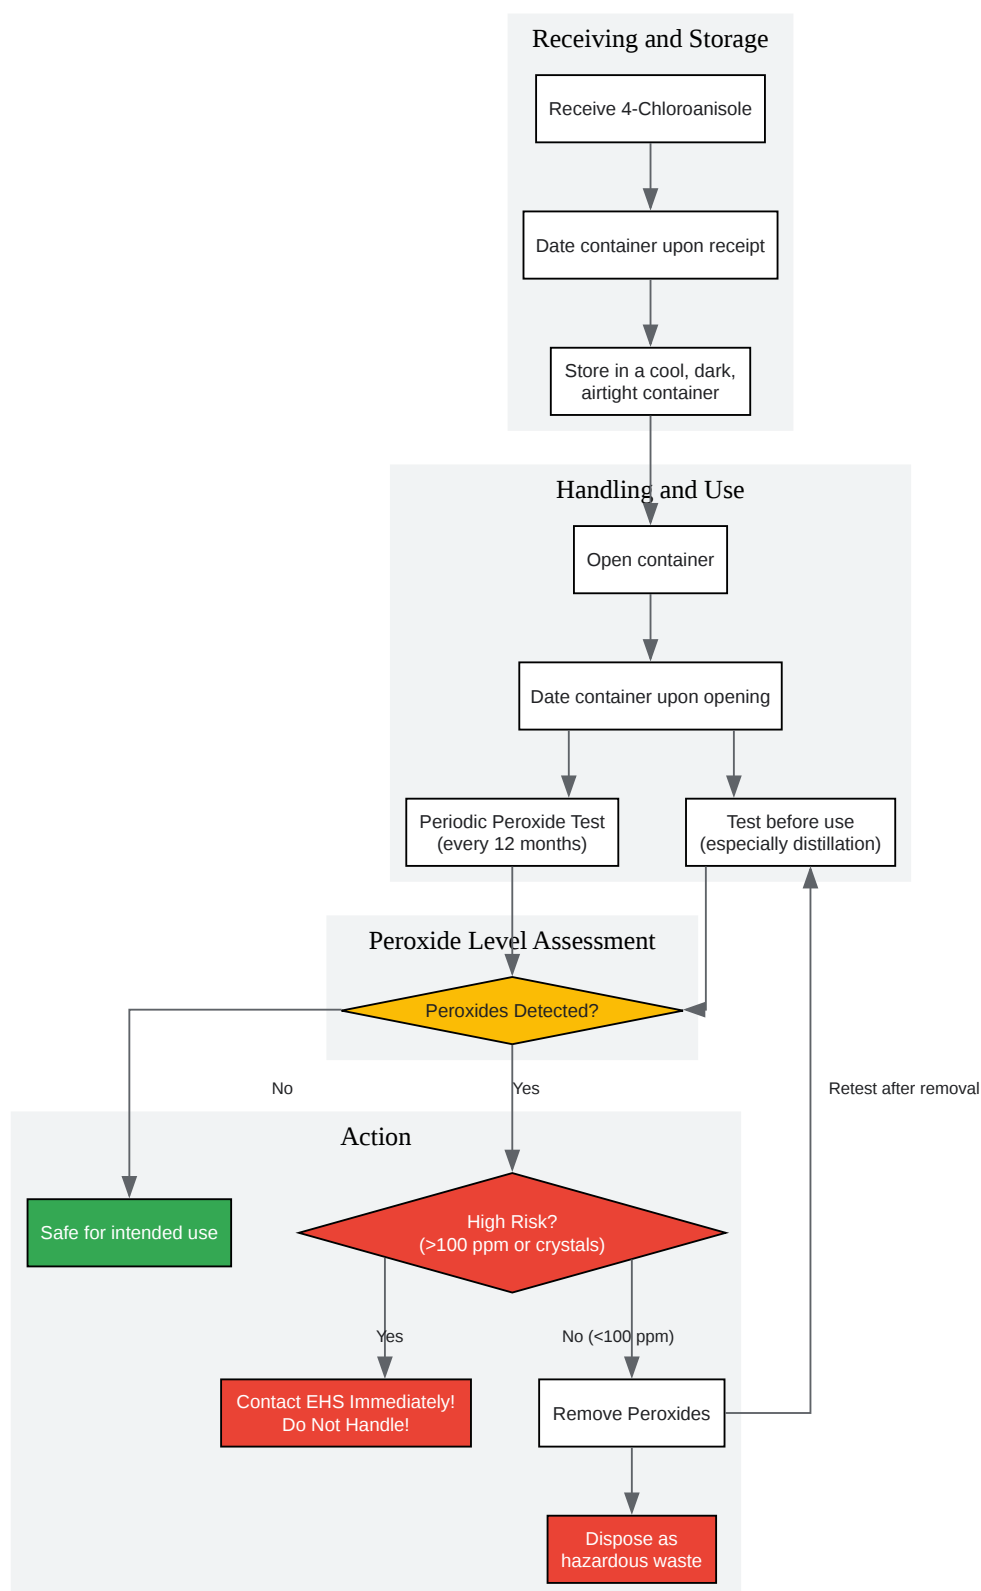 Receiving and Storage
Receive 4-Chloroanisole
Date container upon receipt
Store in a cool, dark,
airtight container
Handling and Use
Open container
Date container upon opening
Periodic Peroxide Test
(every 12 months)
Test before use
(especially distillation)
Peroxide Level Assessment
Peroxides Detected?
No
Yes
Retest after removal
Action
Safe for intended use
High Risk?
(>100 ppm or crystals)
Yes
No (<100 ppm)
Contact EHS Immediately!
Do Not Handle!
Remove Peroxides
Dispose as
hazardous waste